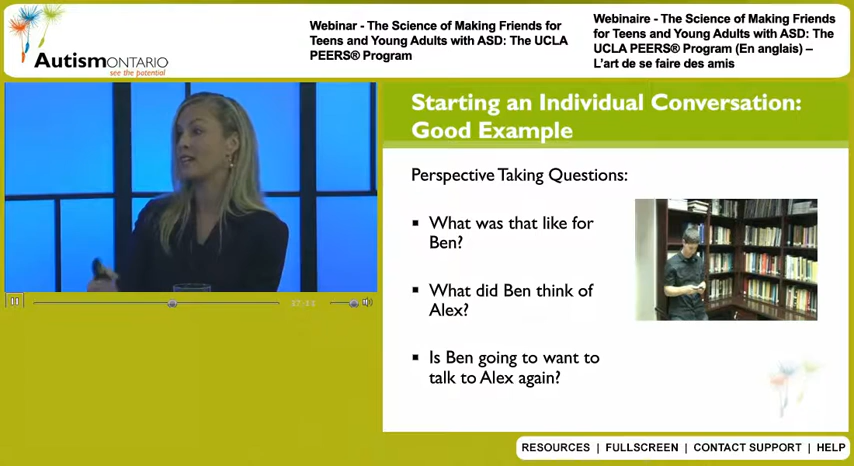 AutismONTARIO
see the potential
Webinar - The Science of Making Friends for
Teens and Young Adults with ASD: The UCLA
PEERS® Program
Webinaire - The Science of Making Friends
for Teens and Young Adults with ASD: The
UCLA PEERS® Program (En anglais) –
L'art de se faire des amis
Starting an Individual Conversation:
Good Example
Perspective Taking Questions:
▪ What was that like for
Ben?
▪ What did Ben think of
Alex?
▪ Is Ben going to want to
talk to Alex again?
RESOURCES | FULLSCREEN | CONTACT SUPPORT | HELP